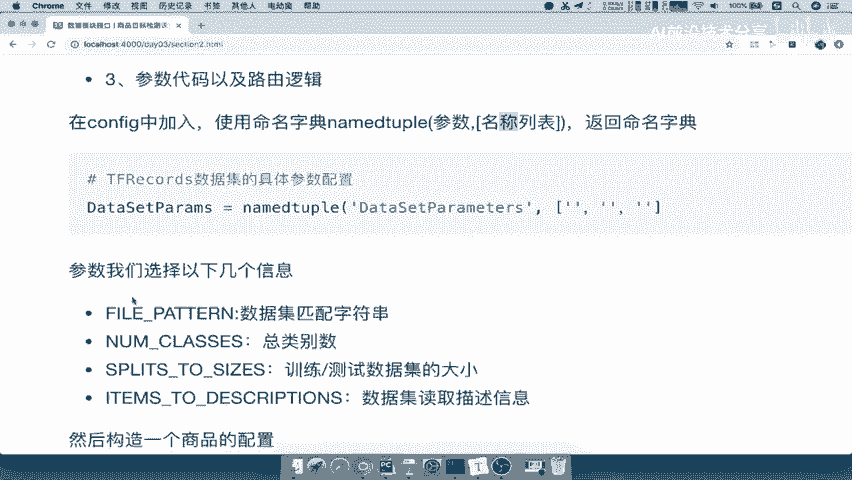 Chrome 文件 修改 视图 历史记录 书签 其他人 电动窗 帮助 100%
数据模块接口 | 商品目标检测
localhost:4000/day03/section2.html
AI前沿技术分享
3、参数代码以及路由逻辑
在config中加入，使用命名字典namedtuple(参数,[名称列表])，返回命名字典
# TFRecords数据集的具体参数配置
DataSetParams = namedtuple('DataSetParameters', ['', '', '']
参数我们选择以下几个信息
FILE_PATTERN:数据集匹配字符串
NUM_CLASSES：总类别数
SPLITS_TO_SIZES：训练/测试数据集的大小
ITEMS_TO_DESCRIPTIONS：数据集读取描述信息
然后构造一个商品的配置